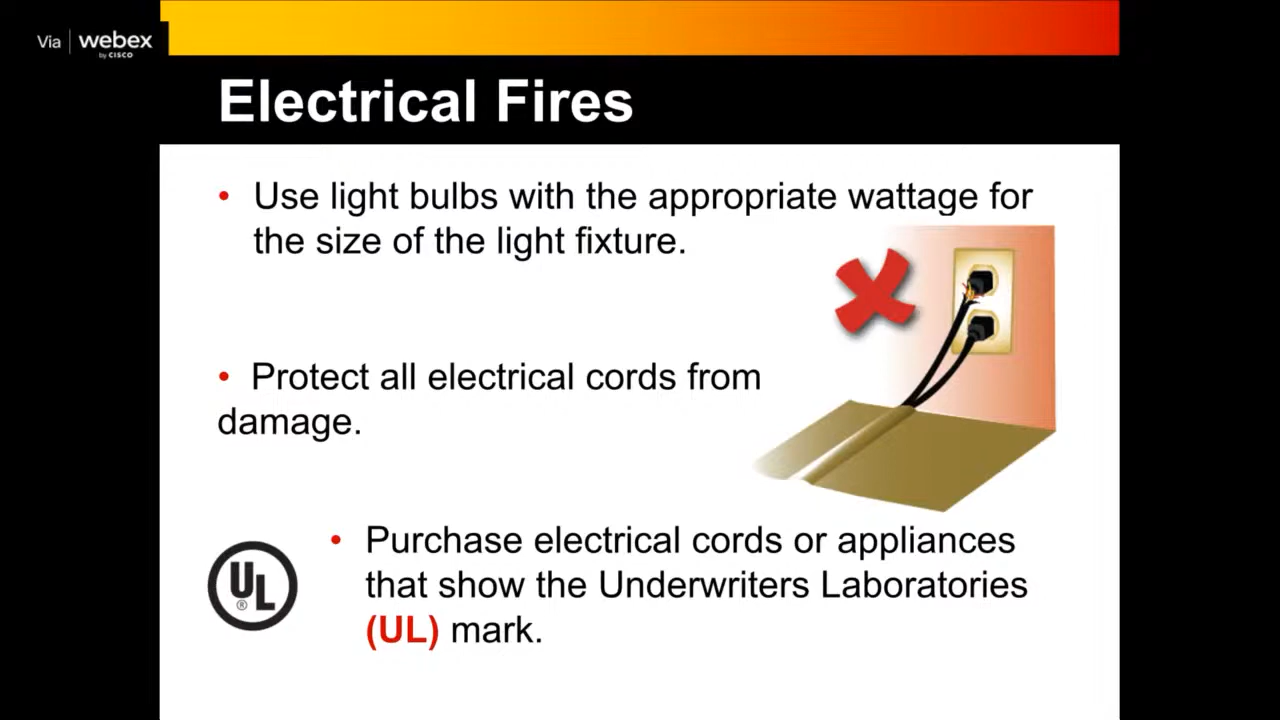 Via webex
by CISCO
Electrical Fires
• Use light bulbs with the appropriate wattage for
the size of the light fixture.
• Protect all electrical cords from
damage.
UL
®
• Purchase electrical cords or appliances
that show the Underwriters Laboratories
(UL) mark.